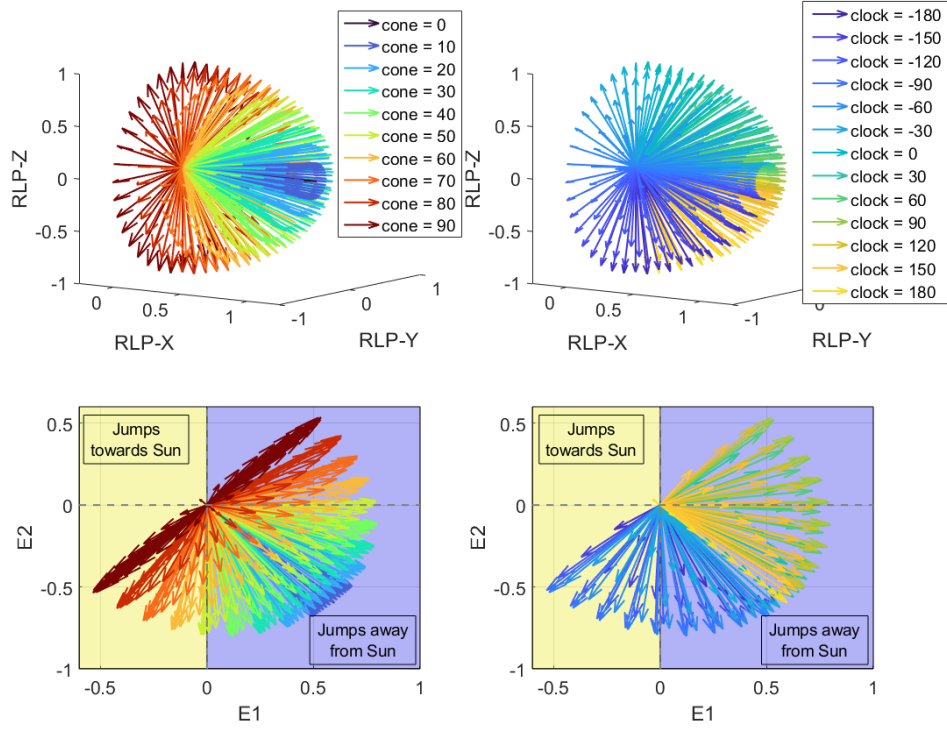 cone = 0
cone = 10
cone = 20
cone = 30
cone = 40
cone = 50
cone = 60
cone = 70
cone = 80
cone = 90
1
0.5
0
-0.5
-1
RLP-Z
0
0.5
1
RLP-X
-1
0
1
RLP-Y
clock = -180
clock = -150
clock = -120
clock = -90
clock = -60
clock = -30
clock = 0
clock = 30
clock = 60
clock = 90
clock = 120
clock = 150
clock = 180
1
0.5
0
-0.5
-1
RLP-Z
0
0.5
1
RLP-X
-1
0
RLP-Y
Jumps
towards Sun
0.5
0
-0.5
-1
E2
Jumps away
from Sun
-0.5
0
0.5
1
E1
Jumps
towards Sun
0.5
0
-0.5
-1
E2
Jumps away
from Sun
-0.5
0
0.5
1
E1